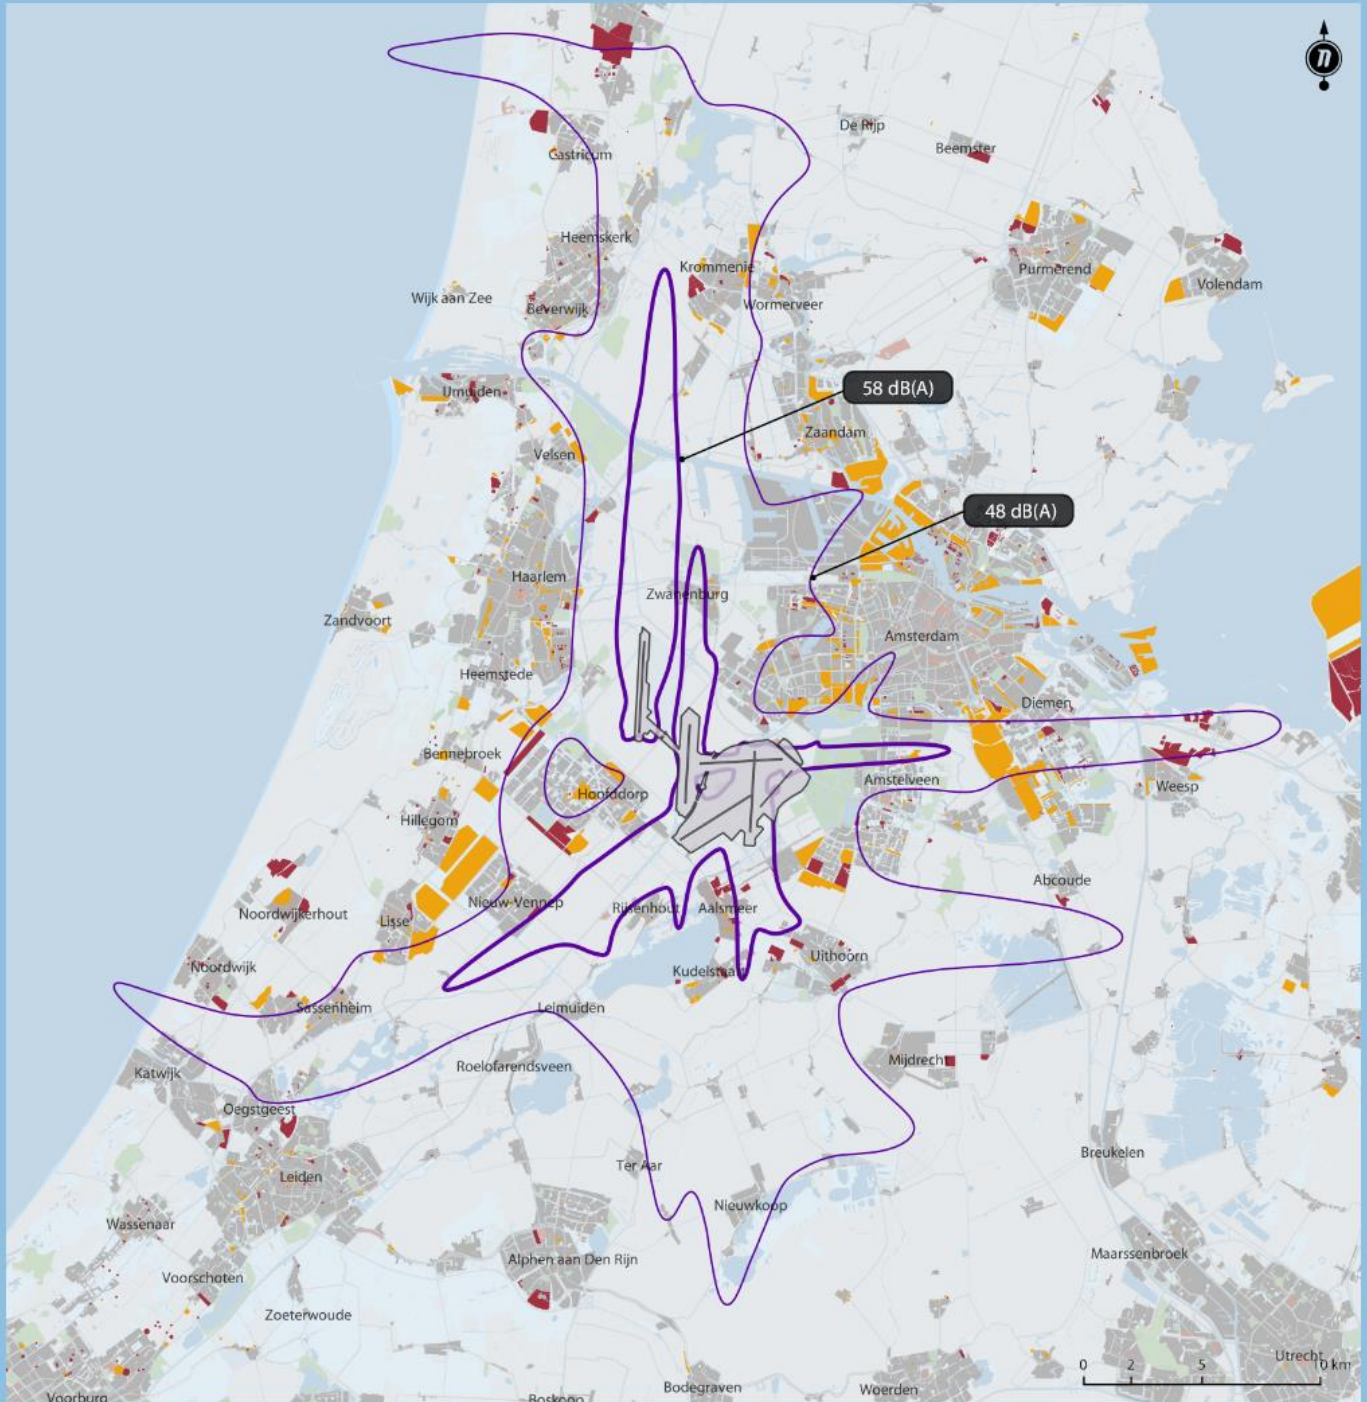 n
De Rijp
Beemster
Castricum
Heemskerk
Krommenie
Purmerend
Volendam
Wijk aan Zee
Beverwijk
Wormerveer
58 dB(A)
IJmuiden
Zaandam
Velsen
48 dB(A)
Haarlem
Zwanenburg
Zandvoort
Amsterdam
Heemstede
Diemen
Bennebroek
Amstelveen
Weesp
Hoofddorp
Hillegom
Abcoude
Nieuw-Vennep
Rijsenhout
Aalsmeer
Noordwijkerhout
Lisse
Uithoorn
Noordwijk
Kudelstaart
Sassenheim
Leimuiden
Mijdrecht
Roelofarendsveen
Katwijk
Oegstgeest
Breukelen
Ter Aar
Leiden
Nieuwkoop
Wassenaar
Maarssenbroek
Alphen aan Den Rijn
Voorschoten
Zoeterwoude
Utrecht
0 2 5 10 km
Bodegraven
Woerden
Voorburg
Boskoop